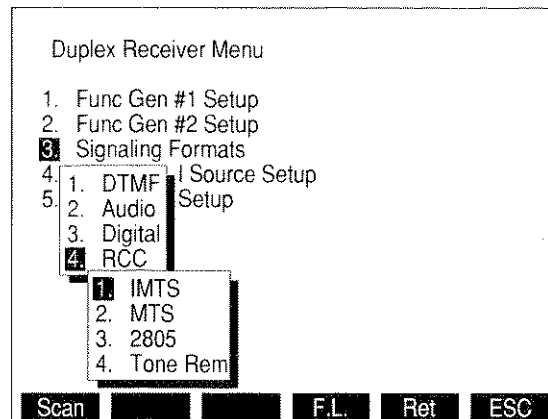 Duplex Receiver Menu
1. Func Gen #1 Setup
2. Func Gen #2 Setup
3. Signaling Formats
4. l Source Setup
5. Setup
1. DTMF
2. Audio
3. Digital
4. RCC
1. IMTS
2. MTS
3. 2805
4. Tone Rem
Scan F.L. Ret ESC